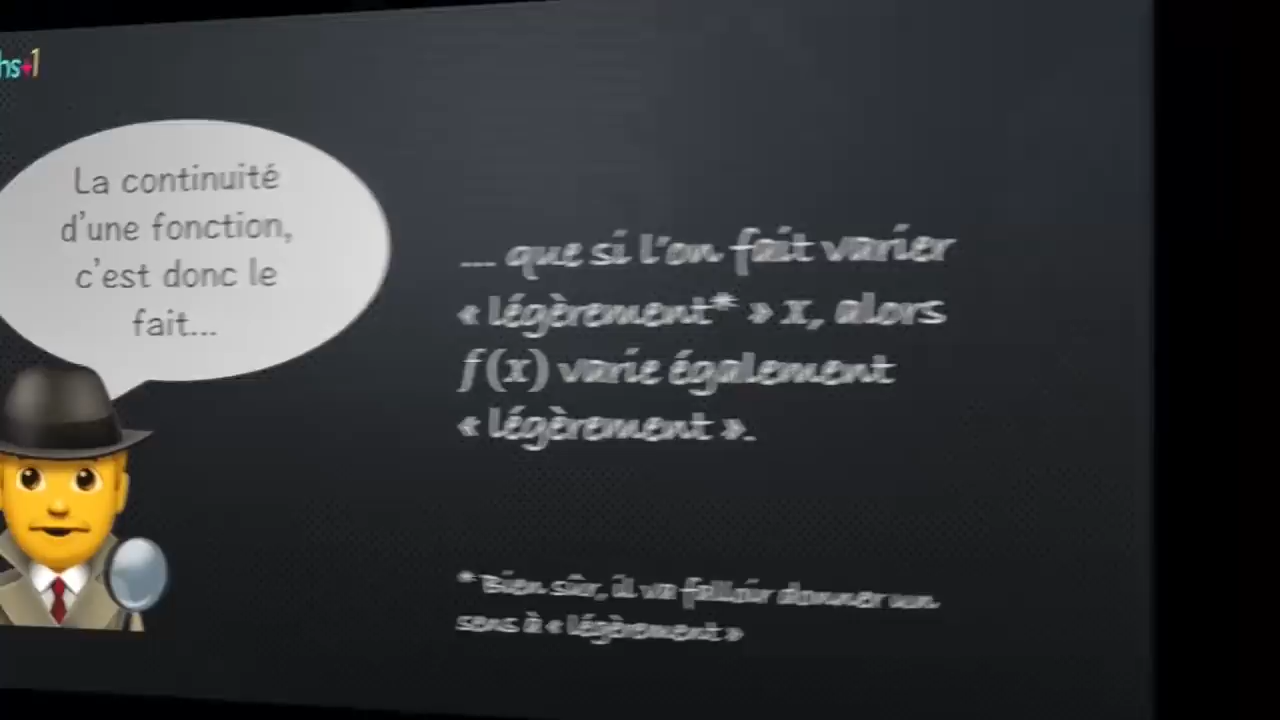 hs+1
La continuité
d'une fonction,
c'est donc le
fait...
... que si l'on fait varier
« légèrement* » x, alors
f(x) varie également
« légèrement ».
* Bien sûr, il va falloir donner un
sens à « légèrement »